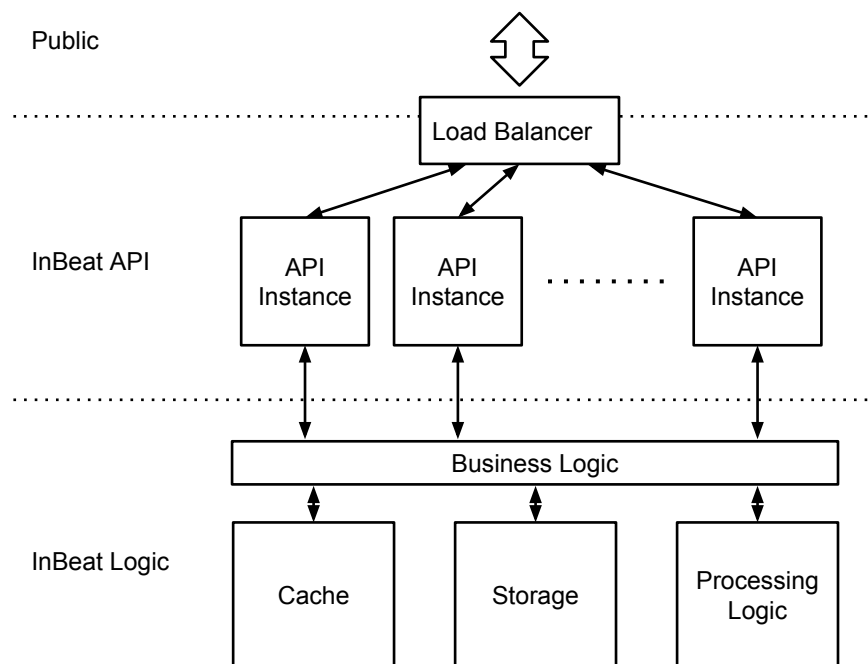 Public
Load Balancer
InBeat API
API
Instance
API
Instance
API
Instance
Business Logic
InBeat Logic
Cache
Storage
Processing
Logic